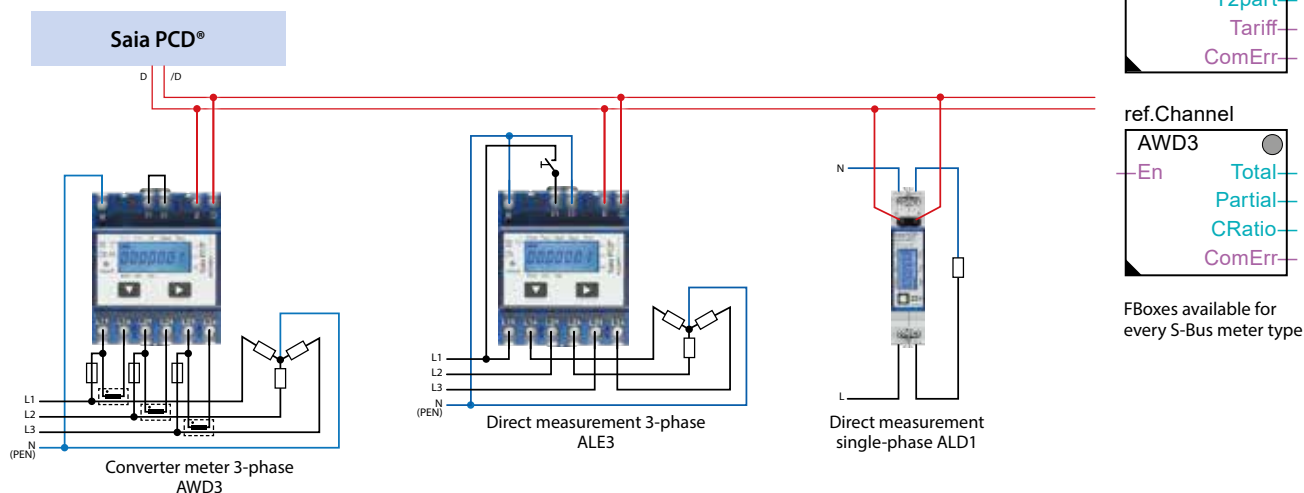 Saia PCD®
D /D
T2part
Tariff
ComErr
ref.Channel
AWD3
En Total
Partial
CRatio
ComErr
FBoxes available for
every S-Bus meter type
L1
L2
L3
N
(PEN)
Converter meter 3-phase
AWD3
L1
L2
L3
N
(PEN)
Direct measurement 3-phase
ALE3
N
L
Direct measurement
single-phase ALD1